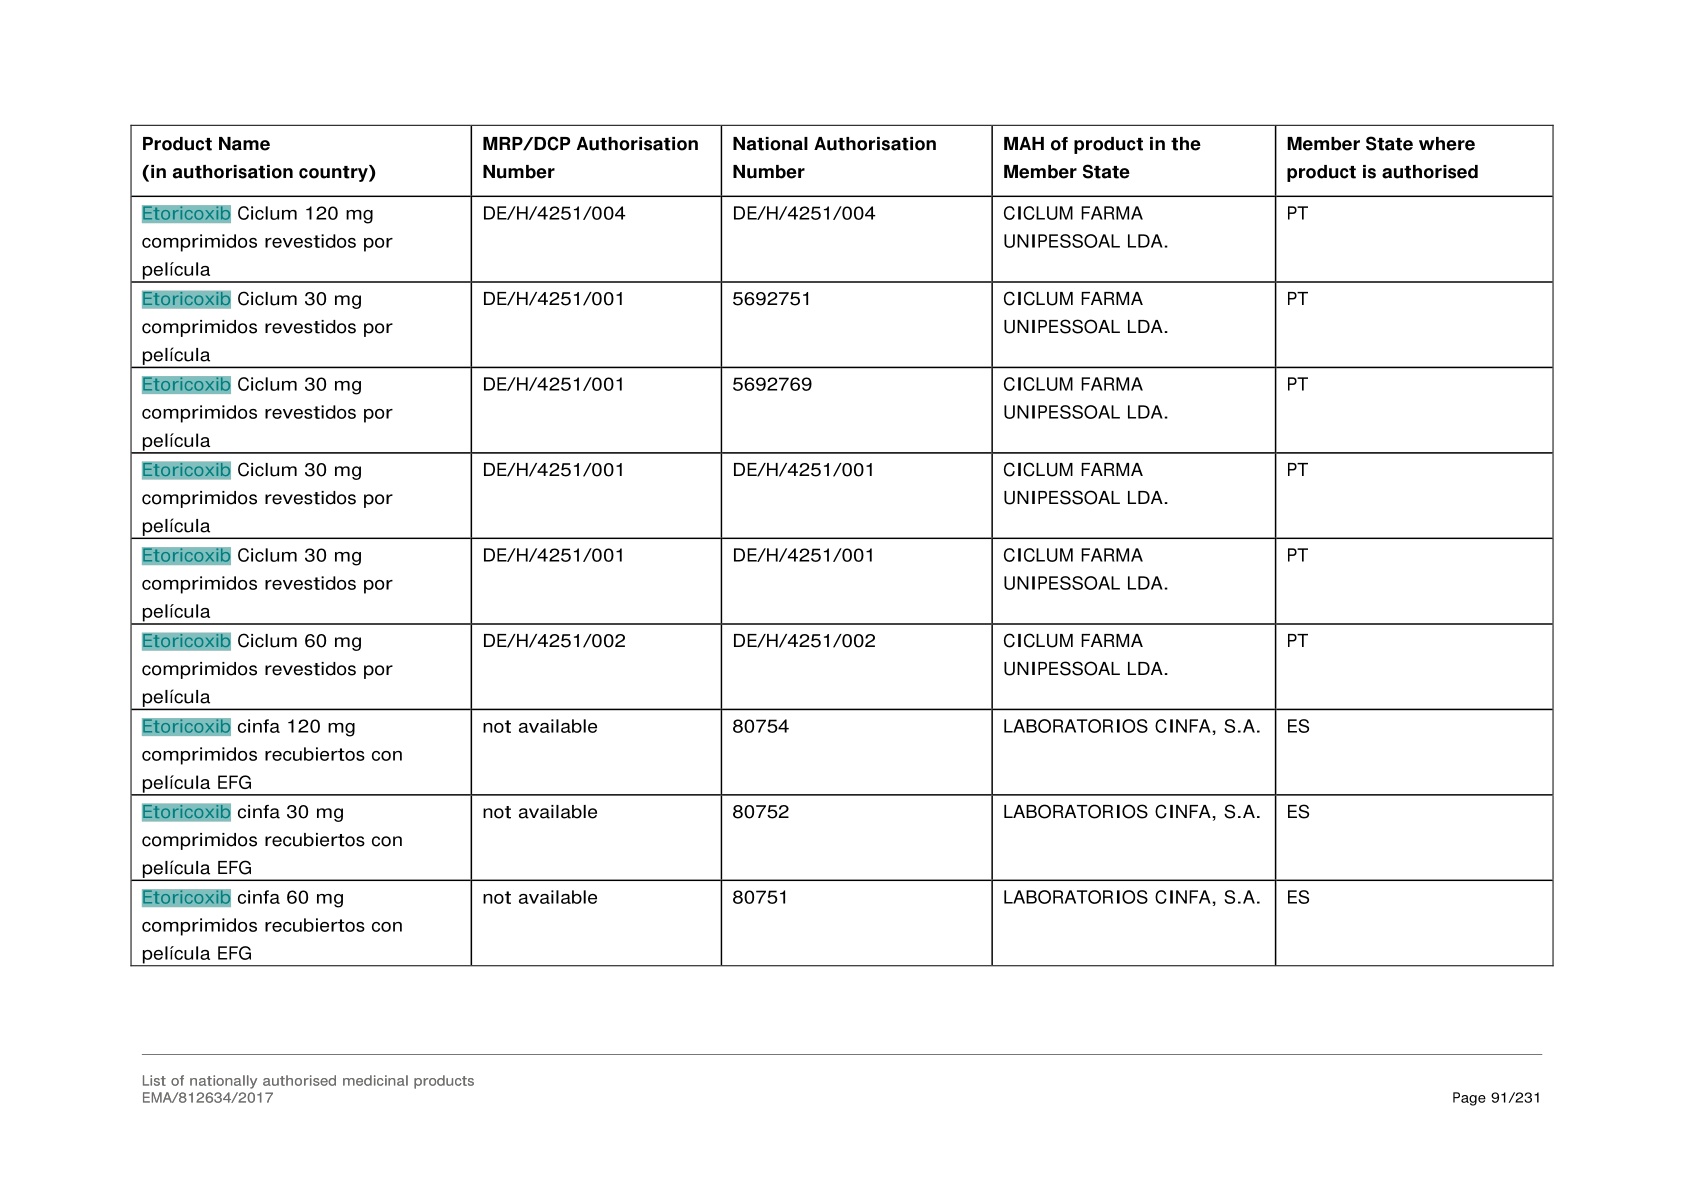 Product Name
(in authorisation country)
MRP/DCP Authorisation
Number
National Authorisation
Number
MAH of product in the
Member State
Member State where
product is authorised
Etoricoxib Ciclum 120 mg
comprimidos revestidos por
película
DE/H/4251/004
DE/H/4251/004
CICLUM FARMA
UNIPESSOAL LDA.
PT
Etoricoxib Ciclum 30 mg
comprimidos revestidos por
película
DE/H/4251/001
5692751
CICLUM FARMA
UNIPESSOAL LDA.
PT
Etoricoxib Ciclum 30 mg
comprimidos revestidos por
película
DE/H/4251/001
5692769
CICLUM FARMA
UNIPESSOAL LDA.
PT
Etoricoxib Ciclum 30 mg
comprimidos revestidos por
película
DE/H/4251/001
DE/H/4251/001
CICLUM FARMA
UNIPESSOAL LDA.
PT
Etoricoxib Ciclum 30 mg
comprimidos revestidos por
película
DE/H/4251/001
DE/H/4251/001
CICLUM FARMA
UNIPESSOAL LDA.
PT
Etoricoxib Ciclum 60 mg
comprimidos revestidos por
película
DE/H/4251/002
DE/H/4251/002
CICLUM FARMA
UNIPESSOAL LDA.
PT
Etoricoxib cinfa 120 mg
comprimidos recubiertos con
película EFG
not available
80754
LABORATORIOS CINFA, S.A.
ES
Etoricoxib cinfa 30 mg
comprimidos recubiertos con
película EFG
not available
80752
LABORATORIOS CINFA, S.A.
ES
Etoricoxib cinfa 60 mg
comprimidos recubiertos con
película EFG
not available
80751
LABORATORIOS CINFA, S.A.
ES
List of nationally authorised medicinal products
EMA/812634/2017
Page 91/231